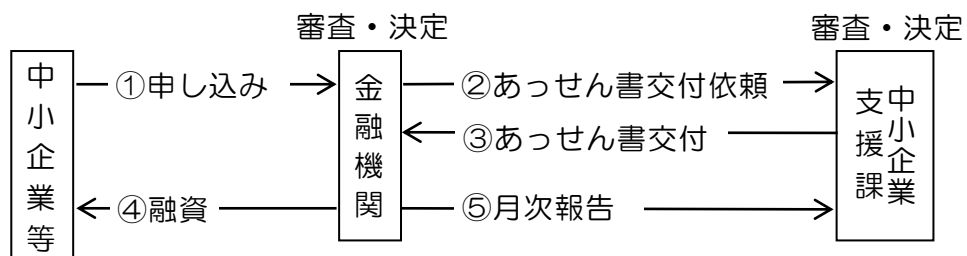 審査・決定
審査・決定
中小企業等
①申し込み
金融機関
②あっせん書交付依頼
③あっせん書交付
中小企業
支援課
④融資
⑤月次報告